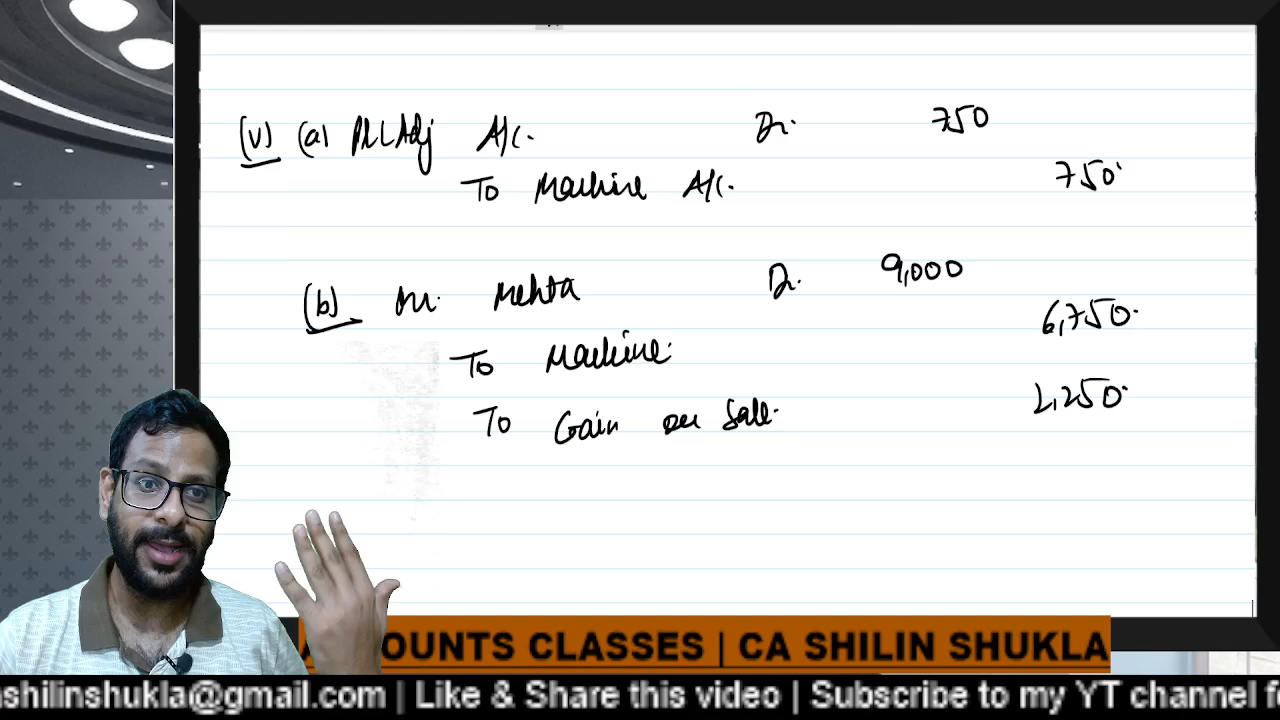 (v) (a) P&L Adj A/c. Dr. 750
To Machine A/c. 750
(b) Mr. Mehta Dr. 9,000
To Machine. 6,750
To Gain on Sale. 2,250
OUNTS CLASSES | CA SHILIN SHUKLA
ashilinshukla@gmail.com | Like & Share this video | Subscribe to my YT channel f